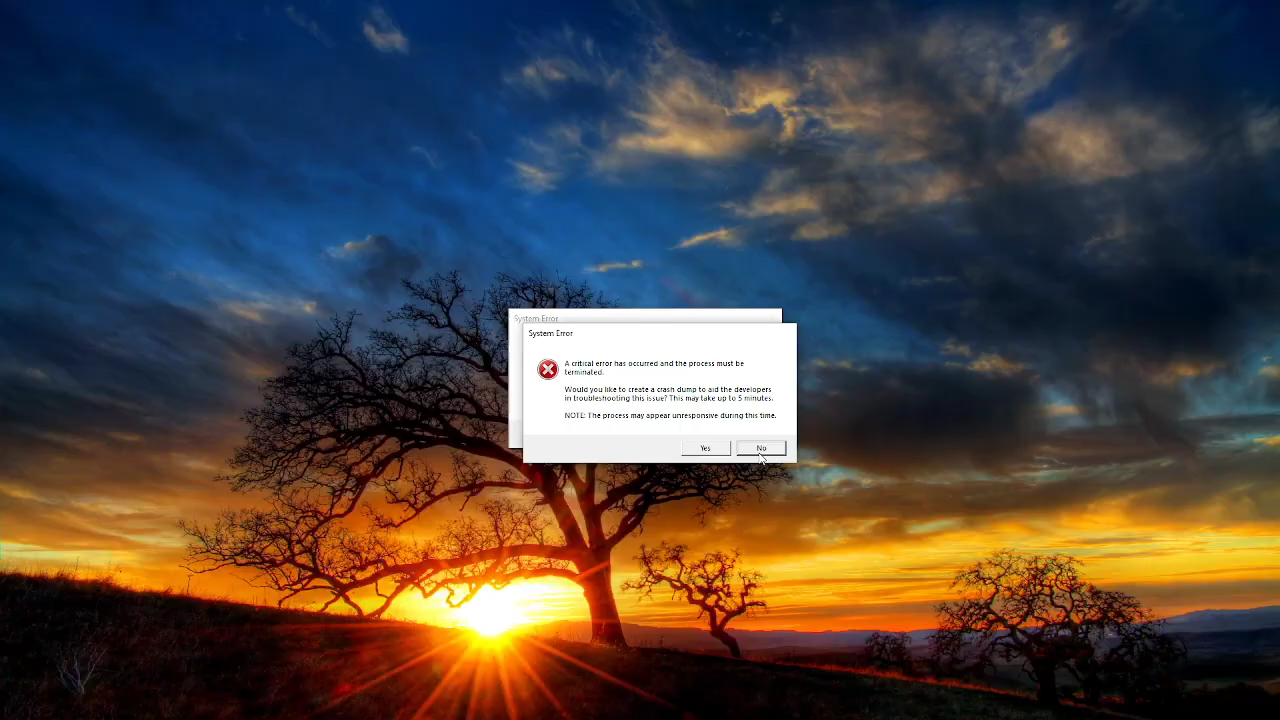 System Error
System Error
A critical error has occurred and the process must be
terminated.
Would you like to create a crash dump to aid the developers
in troubleshooting this issue? This may take up to 5 minutes.
NOTE: The process may appear unresponsive during this time.
Yes No